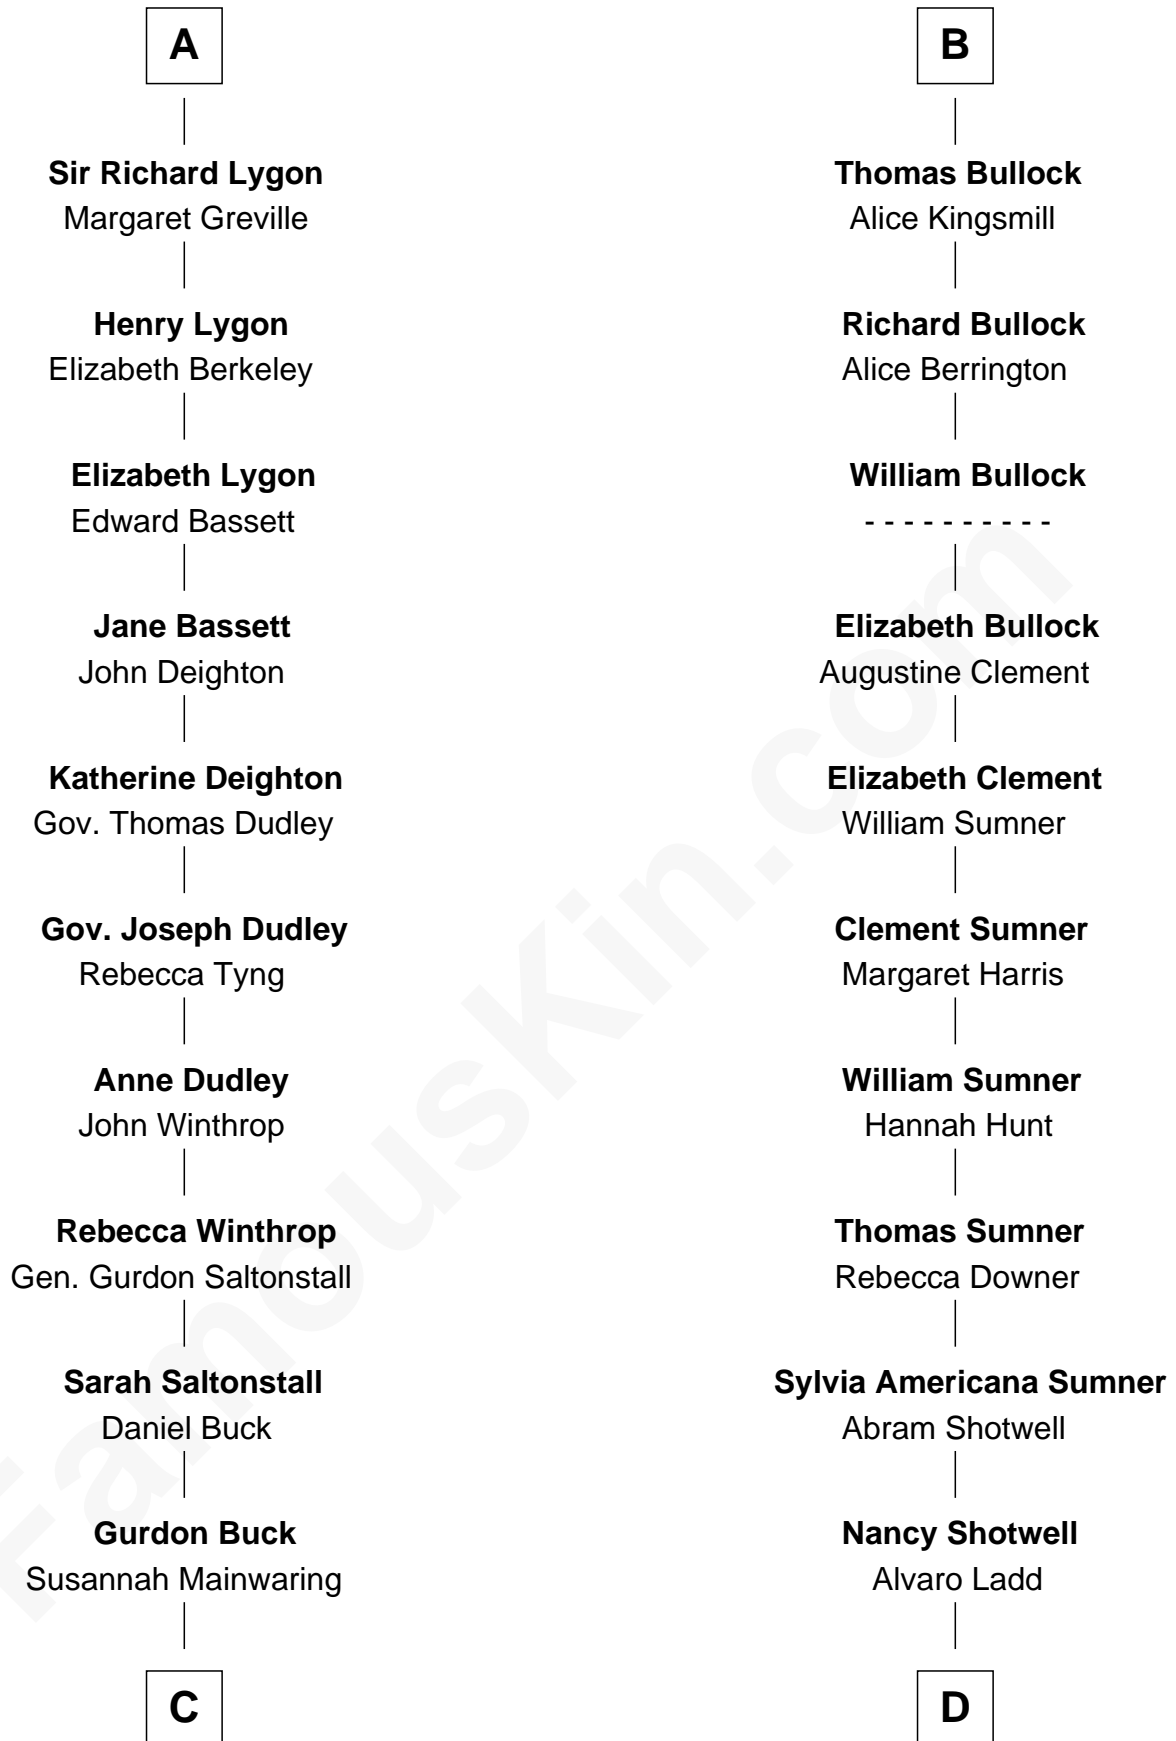 A
Sir Richard Lygon
Margaret Greville
Henry Lygon
Elizabeth Berkeley
Elizabeth Lygon
Edward Bassett
Jane Bassett
John Deighton
Katherine Deighton
Gov. Thomas Dudley
Gov. Joseph Dudley
Rebecca Tyng
Anne Dudley
John Winthrop
Rebecca Winthrop
Gen. Gurdon Saltonstall
Sarah Saltonstall
Daniel Buck
Gurdon Buck
Susannah Mainwaring
C
B
Thomas Bullock
Alice Kingsmill
Richard Bullock
Alice Berrington
William Bullock
- - - - - - - - - -
Elizabeth Bullock
Augustine Clement
Elizabeth Clement
William Sumner
Clement Sumner
Margaret Harris
William Sumner
Hannah Hunt
Thomas Sumner
Rebecca Downer
Sylvia Americana Sumner
Abram Shotwell
Nancy Shotwell
Alvaro Ladd
D
FamousKin.com